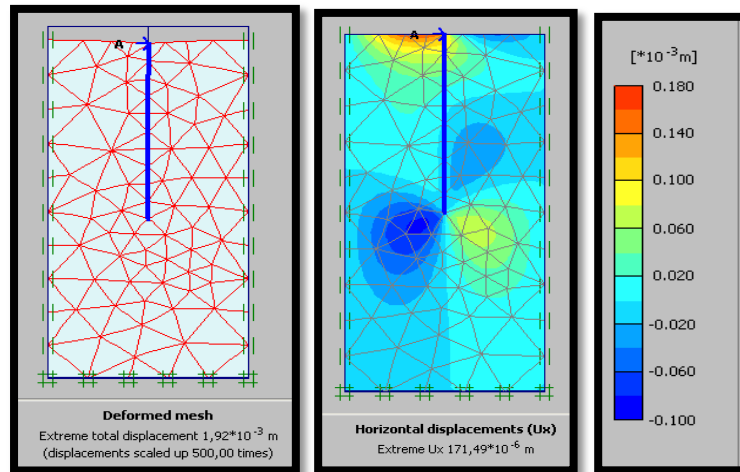 A
Deformed mesh
Extreme total displacement 1,92*10⁻³ m
(displacements scaled up 500,00 times)
A
Horizontal displacements (Ux)
Extreme Ux 171,49*10⁻⁶ m
[*10⁻³m]
0.180
0.140
0.100
0.060
0.020
-0.020
-0.060
-0.100